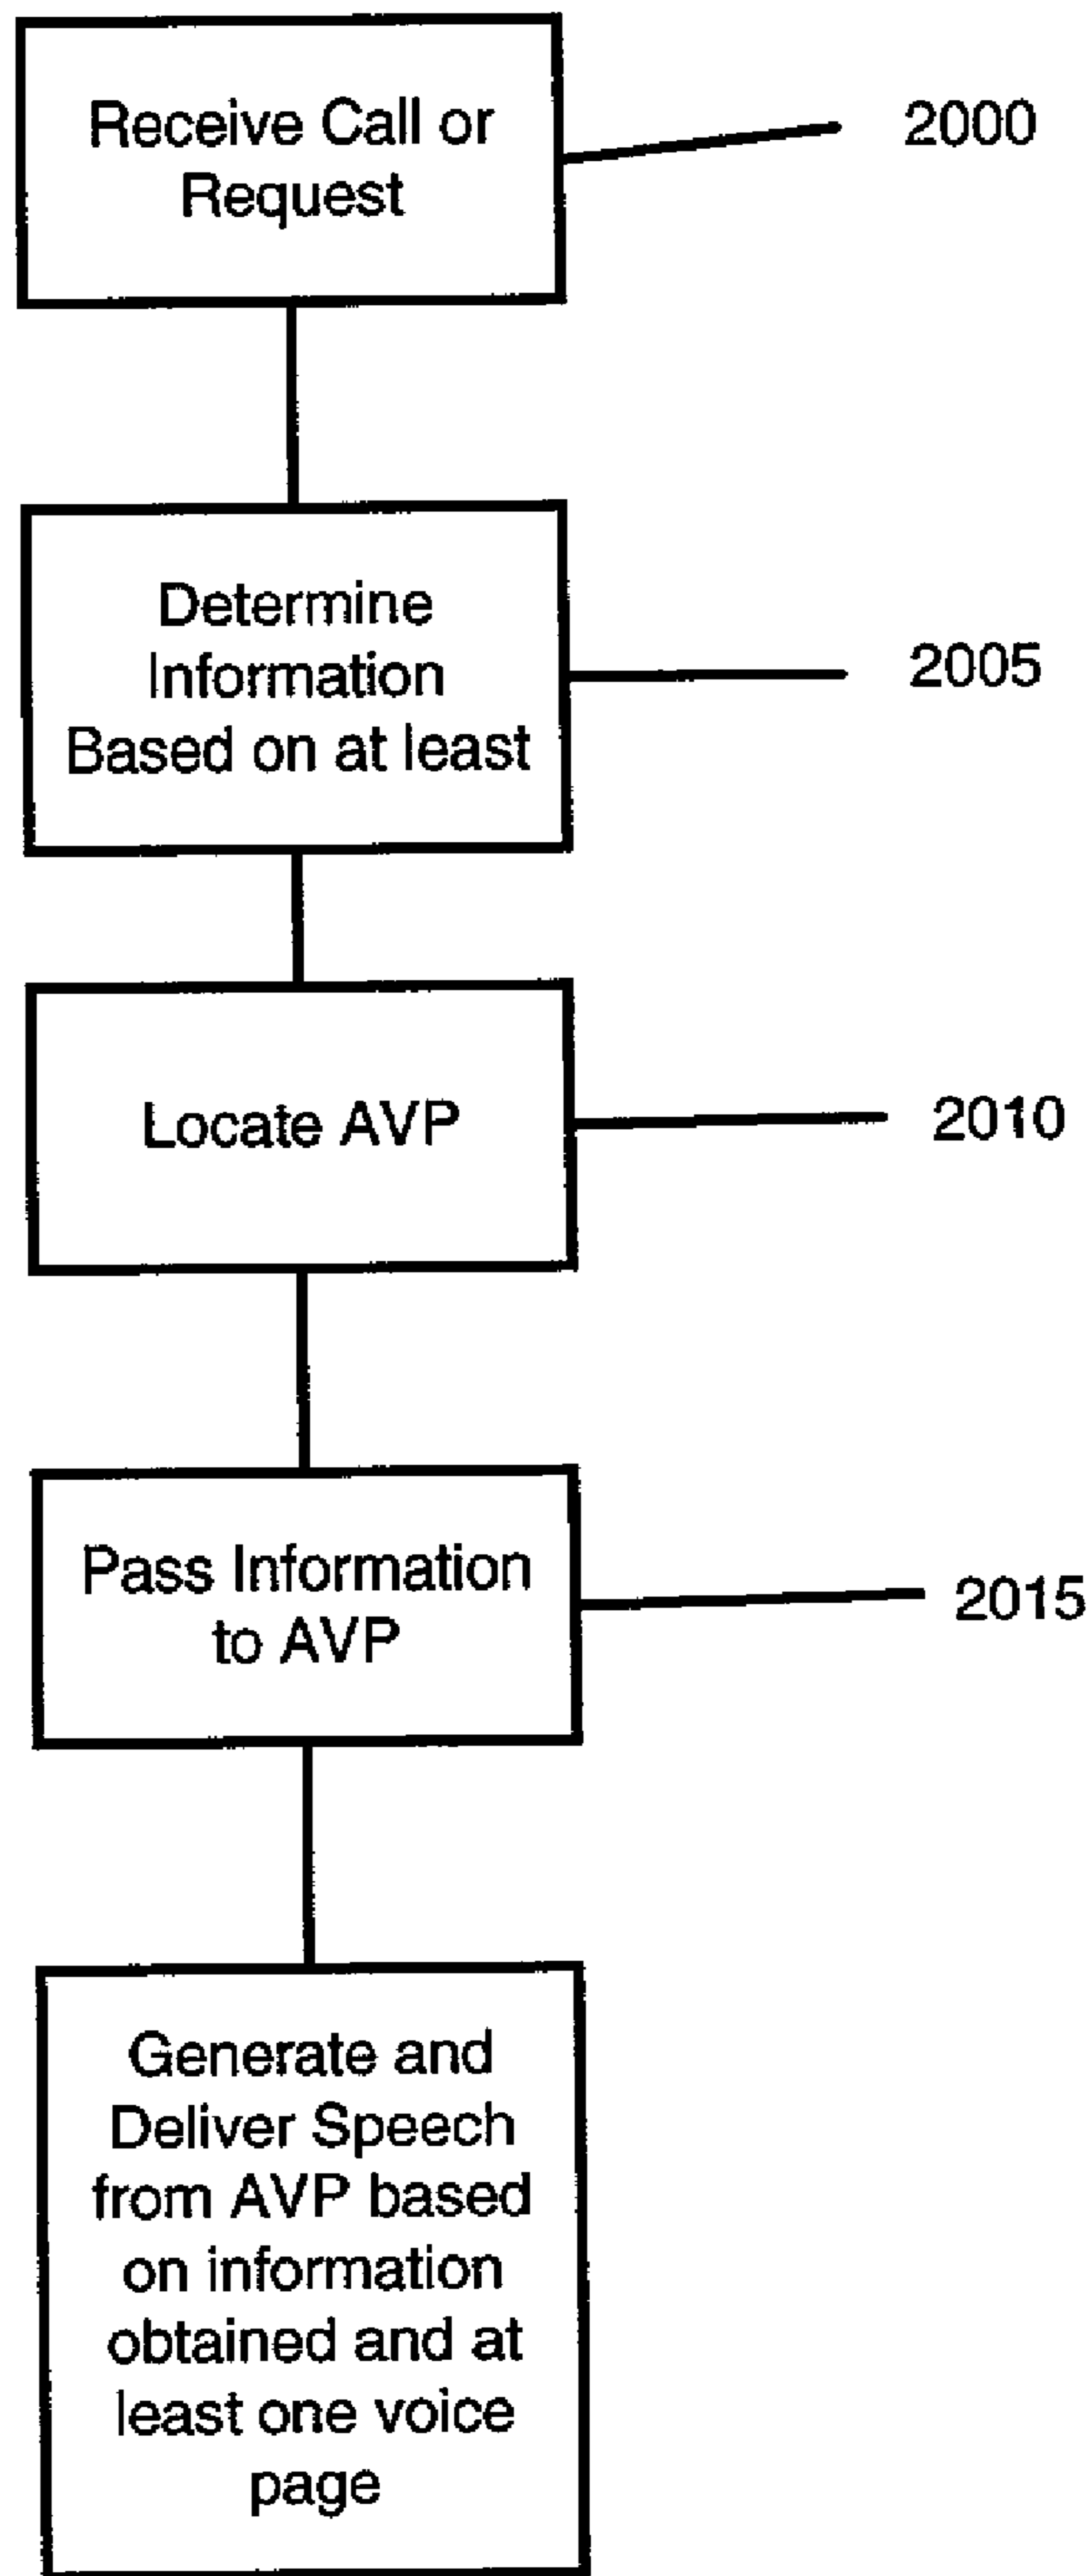 Receive Call or
Request
2000
Determine
Information
Based on at least
2005
Locate AVP
2010
Pass Information
to AVP
2015
Generate and
Deliver Speech
from AVP based
on information
obtained and at
least one voice
page